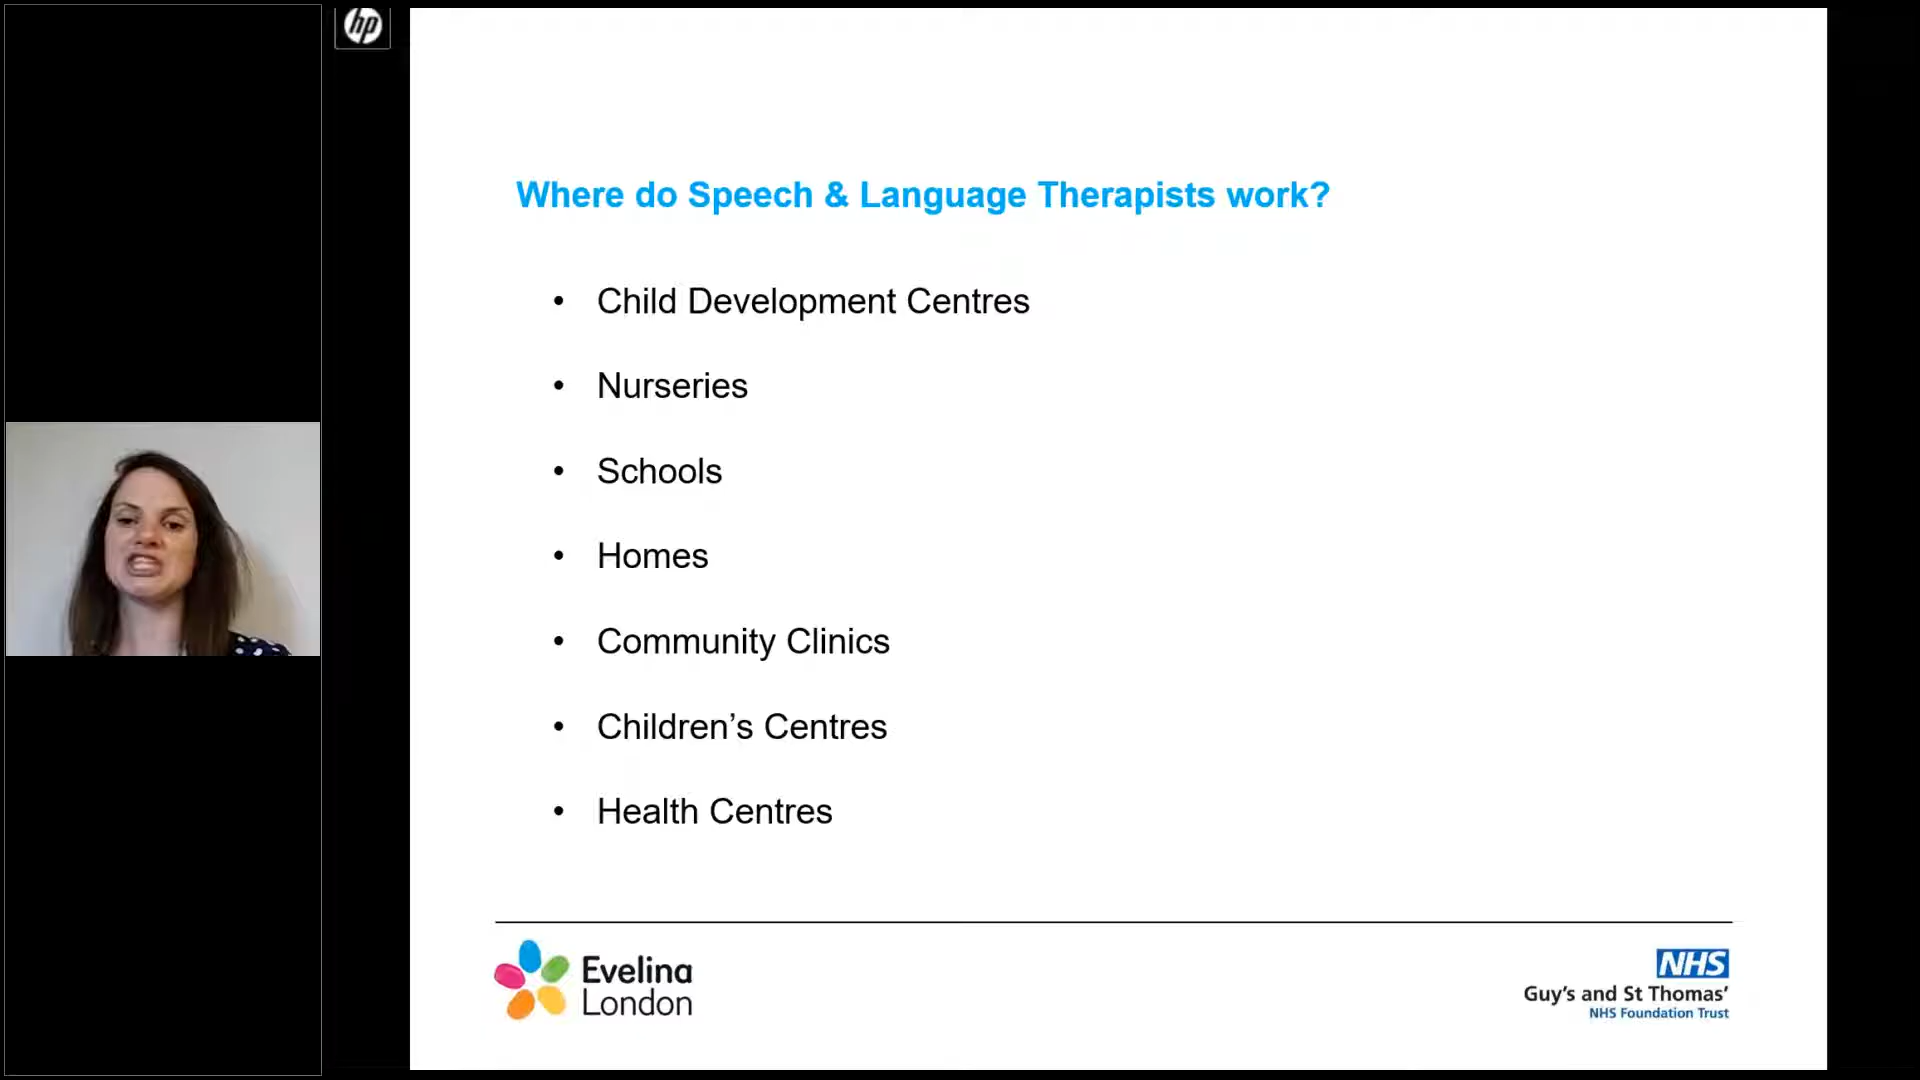 hp
Where do Speech & Language Therapists work?
• Child Development Centres
• Nurseries
• Schools
• Homes
• Community Clinics
• Children’s Centres
• Health Centres
Evelina
London
NHS
Guy’s and St Thomas’
NHS Foundation Trust